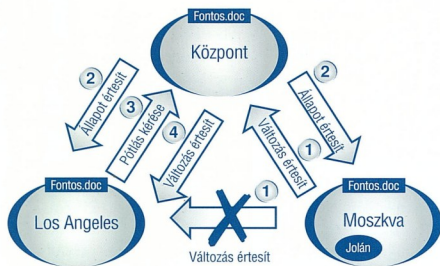 Fontos.doc
Központ
2
Állapot értesít
3
Pótlás kérése
4
Változás értesít
2
Állapot értesít
1
Változás értesít
Fontos.doc
Los Angeles
1
Változás értesít
Fontos.doc
Moszkva
Jolán